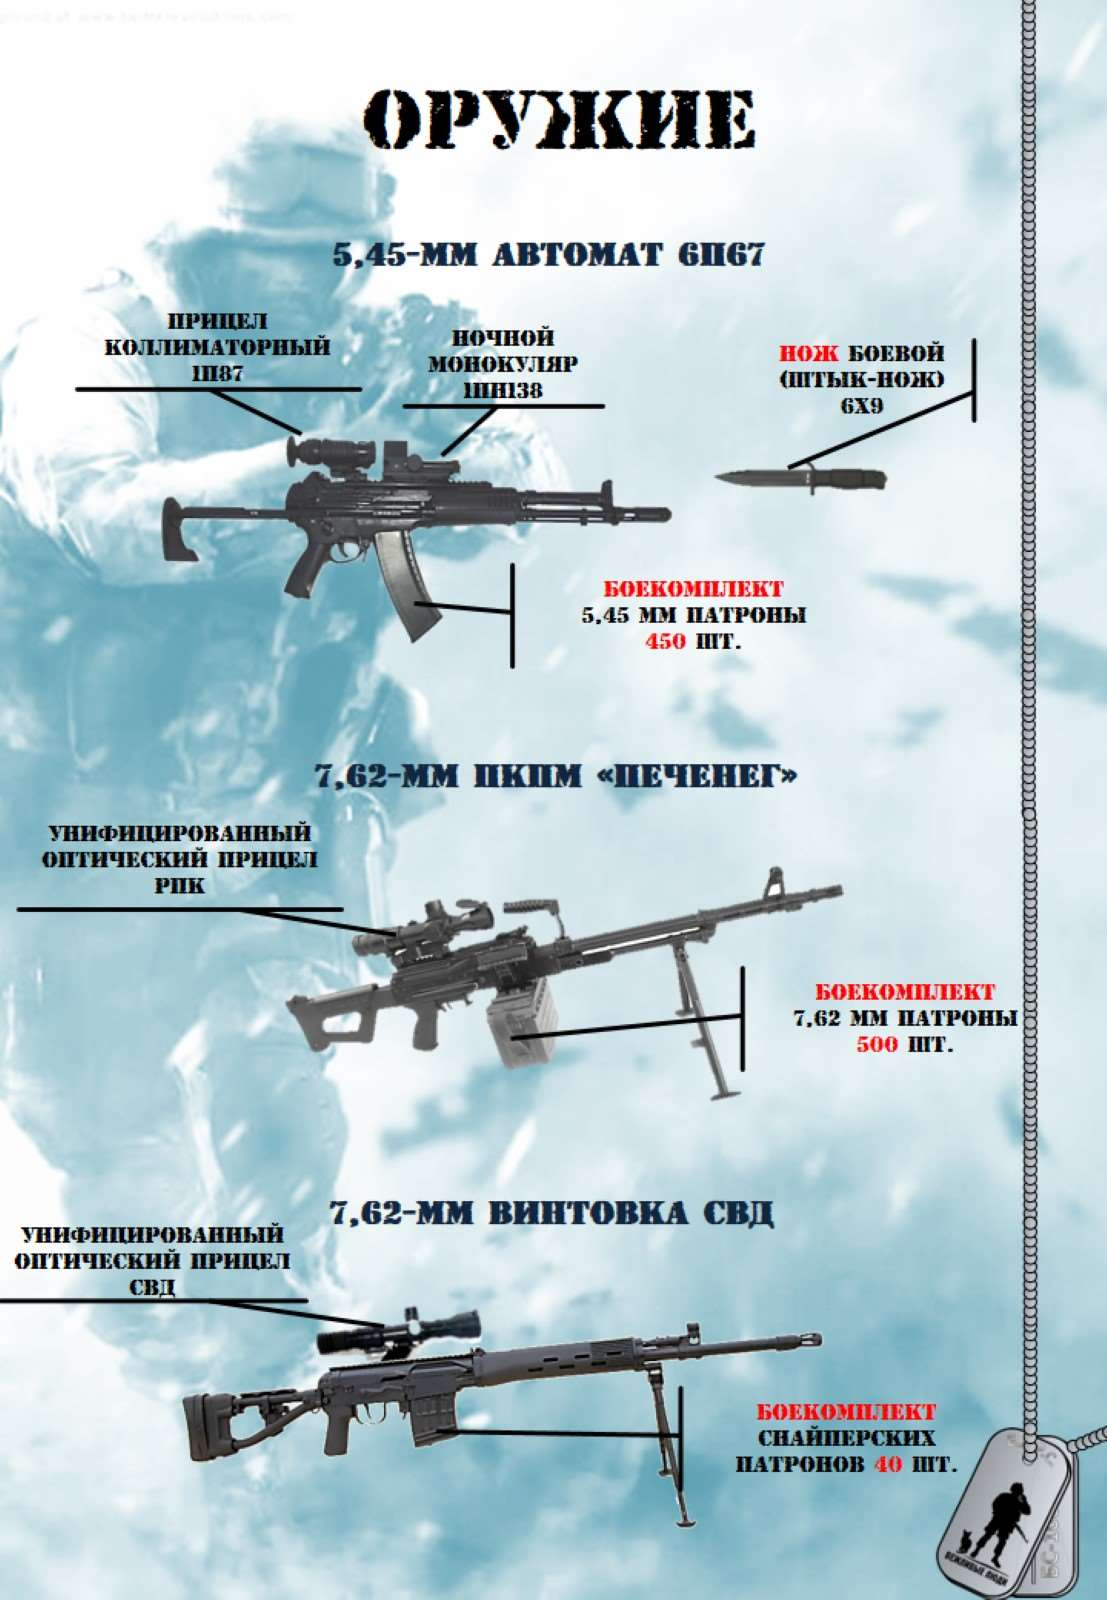 ОРУЖИЕ
5,45-ММ АВТОМАТ 6П67
ПРИЦЕЛ
КОЛЛИМАТОРНЫЙ
1П87
НОЧНОЙ
МОНОКУЛЯР
1ПН138
НОЖ БОЕВОЙ
(ШТЫК-НОЖ)
6Х9
БОЕКОМПЛЕКТ
5,45 ММ ПАТРОНЫ
450 ШТ.
7,62-ММ ПКПМ «ПЕЧЕНЕГ»
УНИФИЦИРОВАННЫЙ
ОПТИЧЕСКИЙ ПРИЦЕЛ
РПК
БОЕКОМПЛЕКТ
7,62 ММ ПАТРОНЫ
500 ШТ.
7,62-ММ ВИНТОВКА СВД
УНИФИЦИРОВАННЫЙ
ОПТИЧЕСКИЙ ПРИЦЕЛ
СВД
БОЕКОМПЛЕКТ
СНАЙПЕРСКИХ
ПАТРОНОВ 40 ШТ.
ВЕЖЛИВЫЕ ЛЮДИ